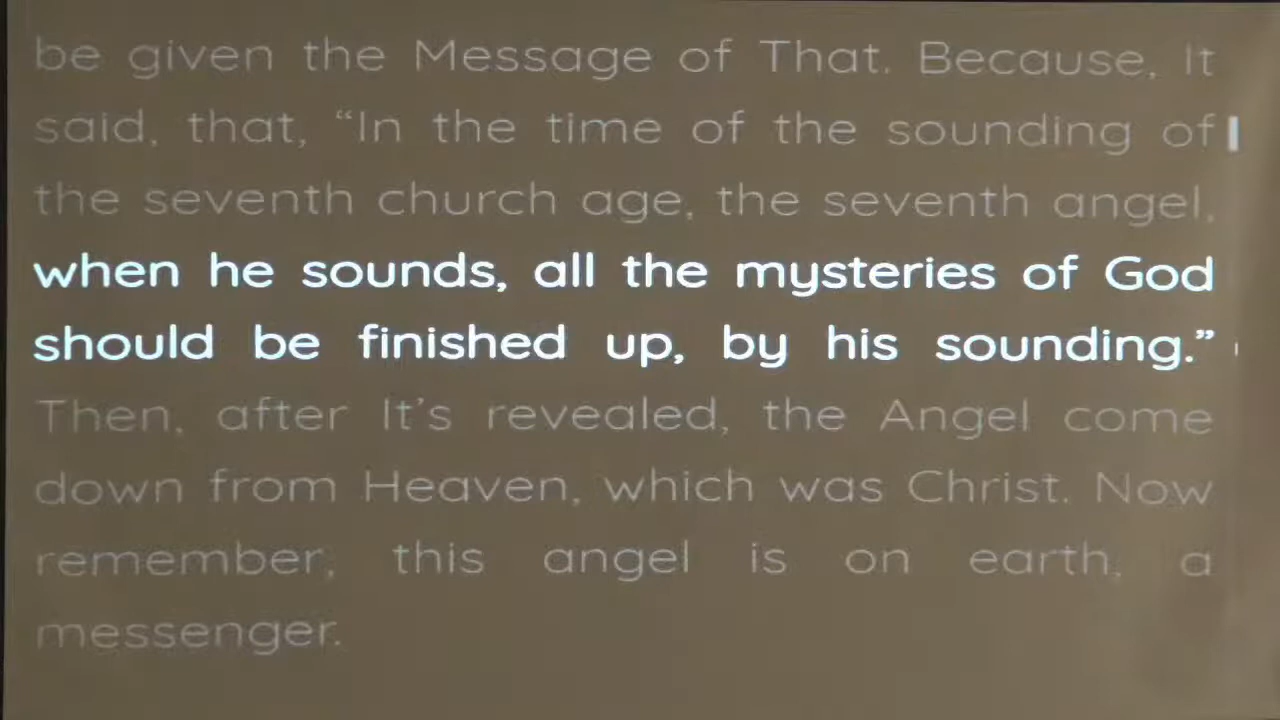 be given the Message of That. Because, It
said, that, “In the time of the sounding of
the seventh church age, the seventh angel,
when he sounds, all the mysteries of God
should be finished up, by his sounding.”
Then, after It’s revealed, the Angel come
down from Heaven, which was Christ. Now
remember, this angel is on earth, a
messenger.